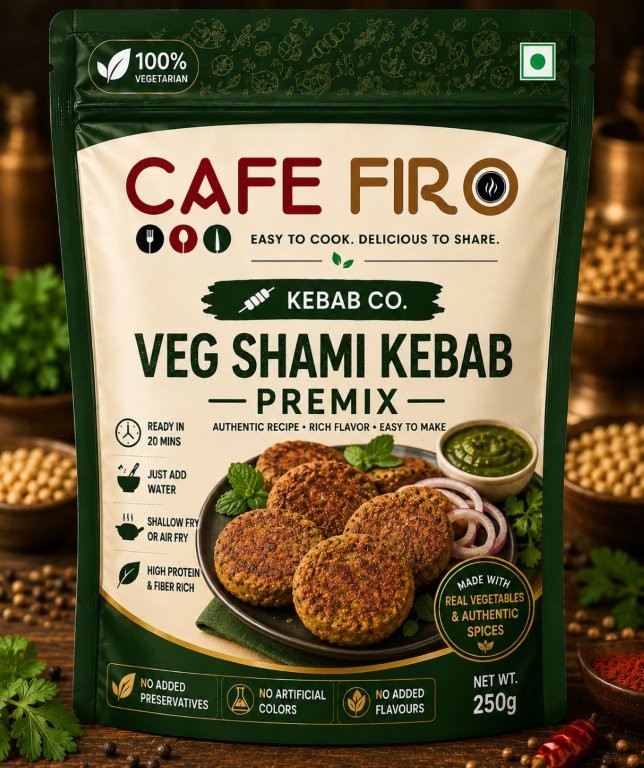 100%
VEGETARIAN
CAFE FIRO
EASY TO COOK. DELICIOUS TO SHARE.
KEBAB CO.
VEG SHAMI KEBAB
PREMIX
AUTHENTIC RECIPE • RICH FLAVOR • EASY TO MAKE
READY IN
20 MINS
JUST ADD
WATER
SHALLOW FRY
OR AIR FRY
HIGH PROTEIN
& FIBER RICH
MADE WITH
REAL VEGETABLES
& AUTHENTIC
SPICES
NO ADDED
PRESERVATIVES
NO ARTIFICIAL
COLORS
NO ADDED
FLAVOURS
NET WT.
250g